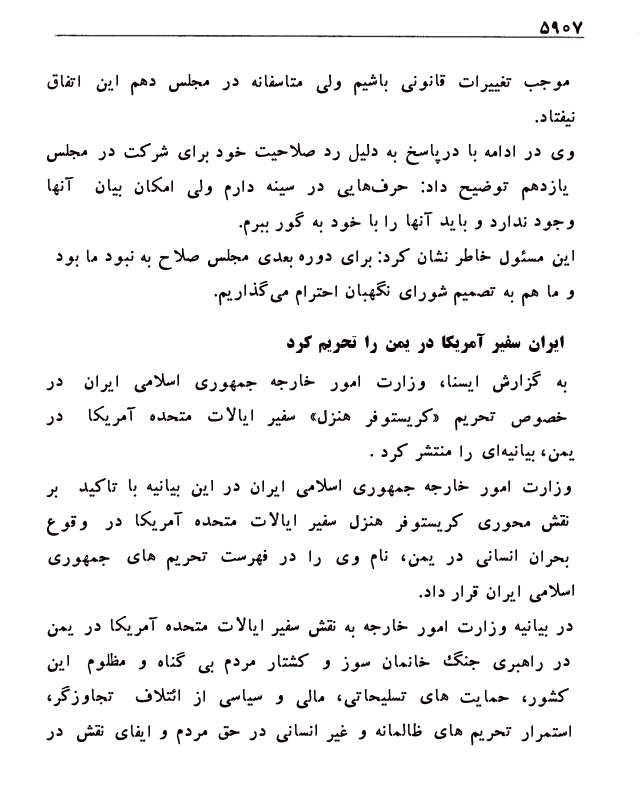 ۵۹۰۷
موجب تغییرات قانونی باشیم ولی متاسفانه در مجلس دهم این اتفاق
نیفتاد.
وی در ادامه با درپاسخ به دلیل رد صلاحیت خود برای شرکت در مجلس
یازدهم توضیح داد: حرف‌هایی در سینه دارم ولی امکان بیان آنها
وجود ندارد و باید آنها را با خود به گور ببرم.
این مسئول خاطر نشان کرد: برای دوره بعدی مجلس صلاح به نبود ما بود
و ما هم به تصمیم شورای نگهبان احترام می‌گذاریم.
ایران سفیر آمریکا در یمن را تحریم کرد
به گزارش ایسنا، وزارت امور خارجه جمهوری اسلامی ایران در
خصوص تحریم «کریستوفر هنزل» سفیر ایالات متحده آمریکا در
یمن، بیانیه‌ای را منتشر کرد .
وزارت امور خارجه جمهوری اسلامی ایران در این بیانیه با تاکید بر
نقش محوری کریستوفر هنزل سفیر ایالات متحده آمریکا در وقوع
بحران انسانی در یمن، نام وی را در فهرست تحریم های جمهوری
اسلامی ایران قرار داد.
در بیانیه وزارت امور خارجه به نقش سفیر ایالات متحده آمریکا در یمن
در راهبری جنگ خانمان سوز و کشتار مردم بی گناه و مظلوم این
کشور، حمایت های تسلیحاتی، مالی و سیاسی از ائتلاف تجاوزگر،
استمرار تحریم های ظالمانه و غیر انسانی در حق مردم و ایفای نقش در